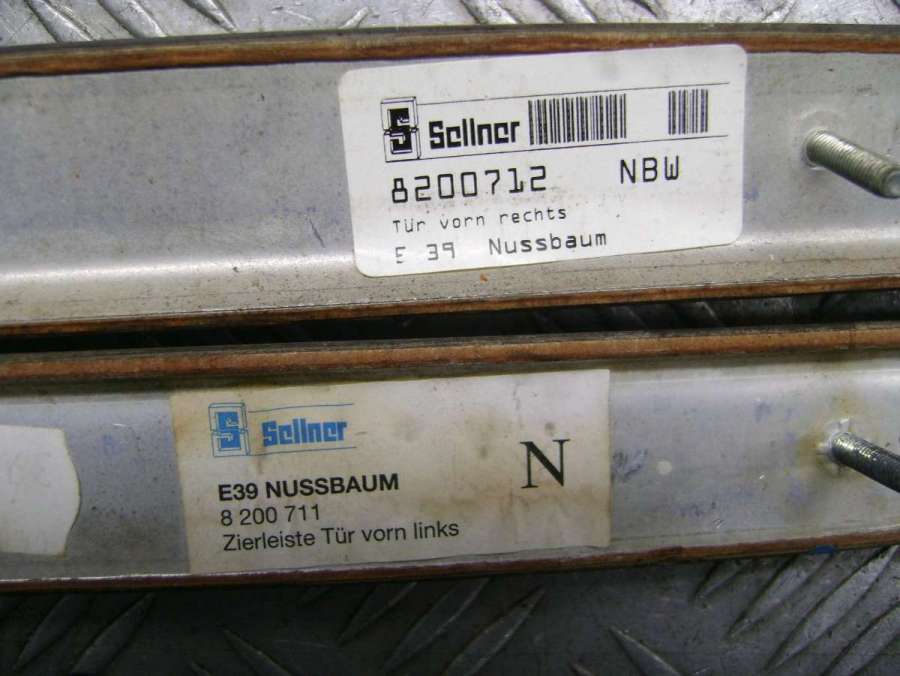 S Sellner
8200712 NBW
Tür vorn rechts
E 39 Nussbaum
S Sellner
E39 NUSSBAUM
N
8 200 711
Zierleiste Tür vorn links